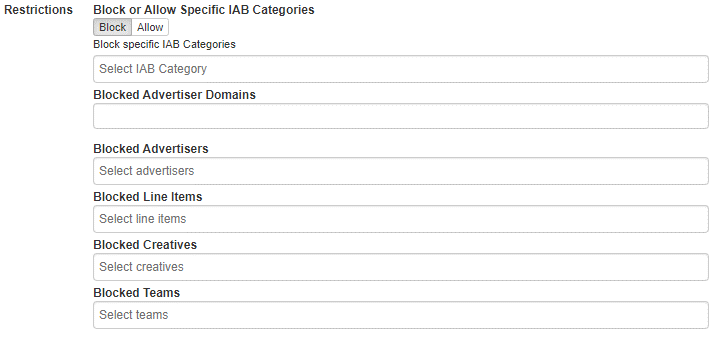 Restrictions
Block or Allow Specific IAB Categories
Block Allow
Block specific IAB Categories
Select IAB Category
Blocked Advertiser Domains
Blocked Advertisers
Select advertisers
Blocked Line Items
Select line items
Blocked Creatives
Select creatives
Blocked Teams
Select teams